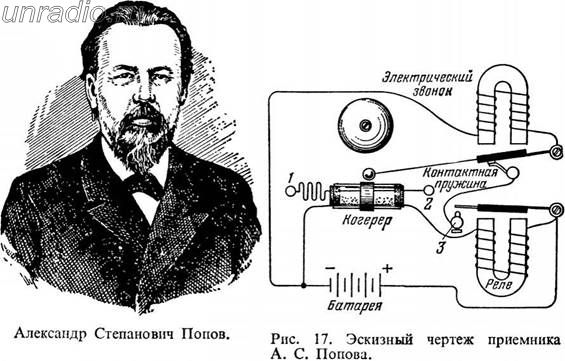 unradio
Александр Степанович Попов.
Электрический
звонок
Контактная
пружина
1
2
Когерер
3
Реле
− +
Батарея
Рис. 17. Эскизный чертеж приемника
А. С. Попова.